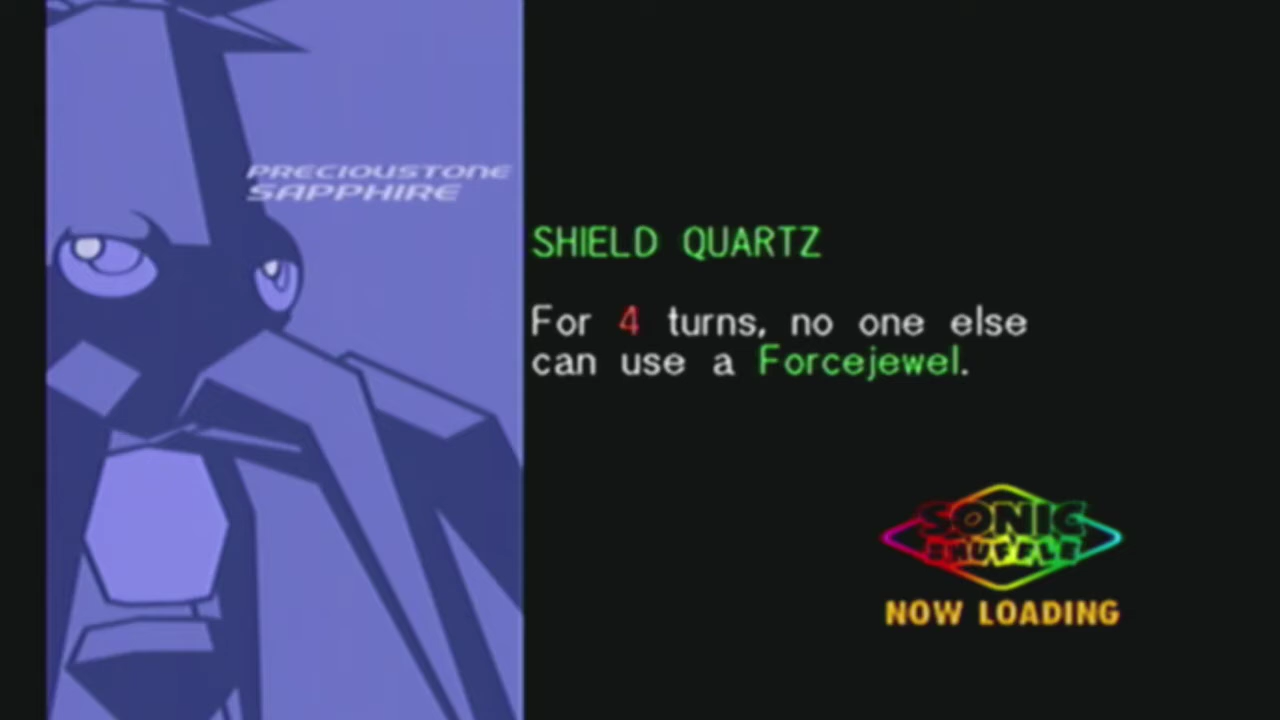 PRECIOUSTONE
SAPPHIRE
SHIELD QUARTZ
For 4 turns, no one else
can use a Forcejewel.
SONIC
SHUFFLE
NOW LOADING